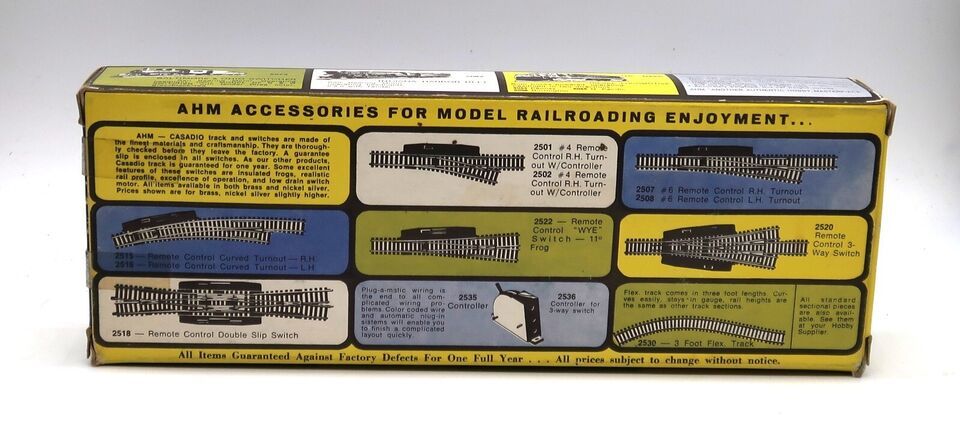 AHM ACCESSORIES FOR MODEL RAILROADING ENJOYMENT...
AHM — CASADIO track and switches are made of
the finest materials and craftsmanship. They are thorough-
ly checked before they leave the factory. A guarantee
slip is enclosed in all switches. As our other products,
Casadio track is guaranteed for one year. Some excellent
features of these switches are insulated frogs, realistic
rail profile, excellence of operation, and low drain switch
motor. All items available in both brass and nickel silver.
Prices shown are for brass, nickel silver slightly higher.
2501 #4 Remote
Control R.H. Turn-
out W/Controller
2502 #4 Remote
Control R.H. Turn-
out W/Controller
2507 #6 Remote Control R.H. Turnout
2508 #6 Remote Control L.H. Turnout
2515 — Remote Control Curved Turnout — R.H.
2516 — Remote Control Curved Turnout — L.H.
2522 — Remote
Control "WYE"
Switch — 11°
Frog
2520
Remote
Control 3-
Way Switch
2518 — Remote Control Double Slip Switch
Plug-a-matic wiring is
the end to all com-
plicated wiring pro-
blems. Color coded wire
and automatic plug-in
sistems will enable you
to finish a complicated
layout quickly.
2535
Controller
2536
Controller for
3-way switch
Flex. track comes in three foot lengths. Cur-
ves easily, stays in gauge, rail heights are
the same as other track sections.
2530 — 3 Foot Flex. Track
All standard
sectional pieces
are also avail-
able. See them
at your Hobby
Supplier.
All Items Guaranteed Against Factory Defects For One Full Year . . . All prices subject to change without notice.